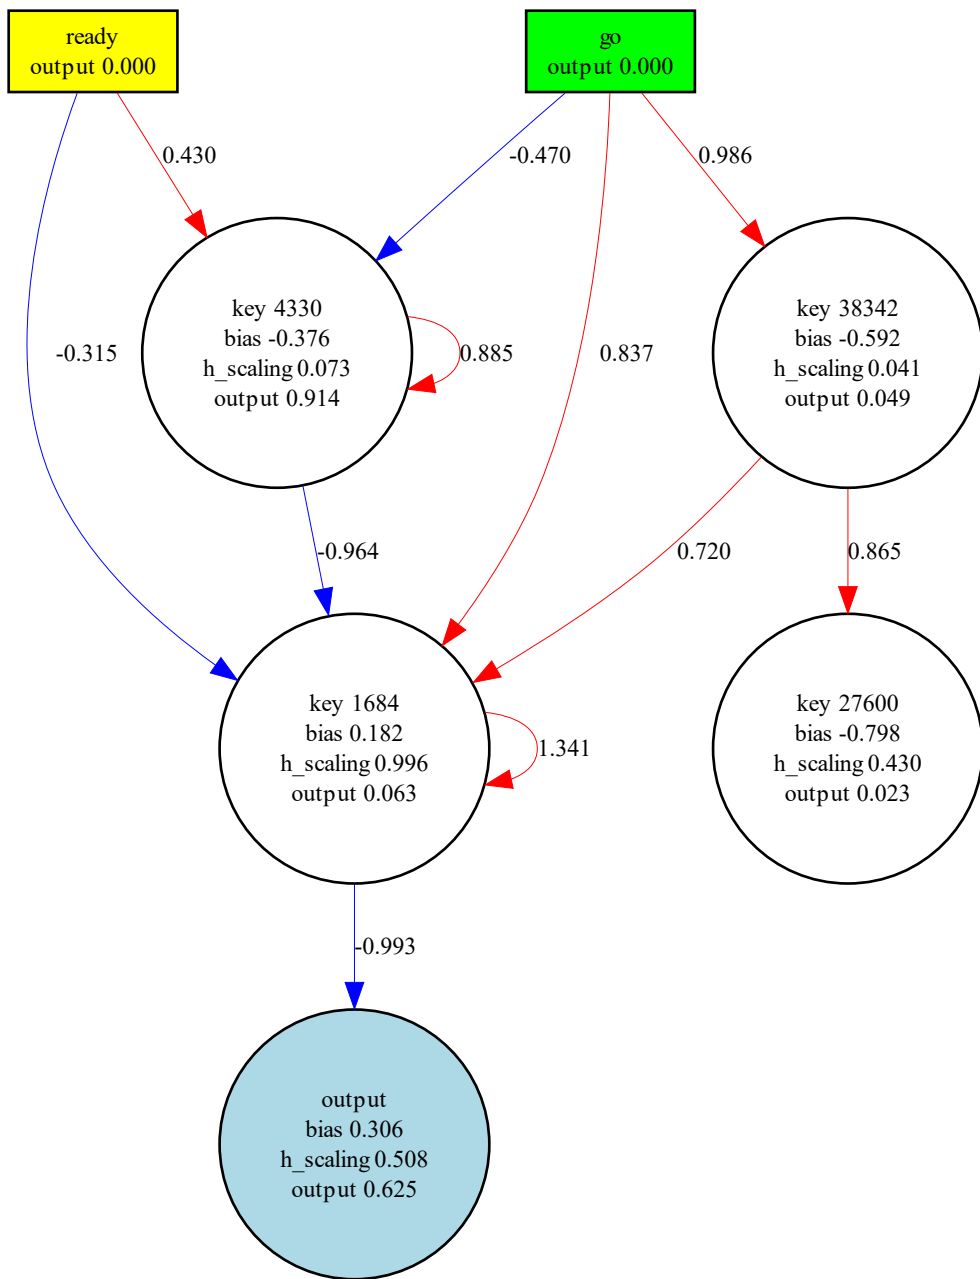 ready
output 0.000
go
output 0.000
0.430
-0.470
0.986
key 4330
bias -0.376
h_scaling 0.073
output 0.914
key 38342
bias -0.592
h_scaling 0.041
output 0.049
-0.315
0.885
0.837
-0.964
0.720
0.865
key 1684
bias 0.182
h_scaling 0.996
output 0.063
1.341
key 27600
bias -0.798
h_scaling 0.430
output 0.023
-0.993
output
bias 0.306
h_scaling 0.508
output 0.625